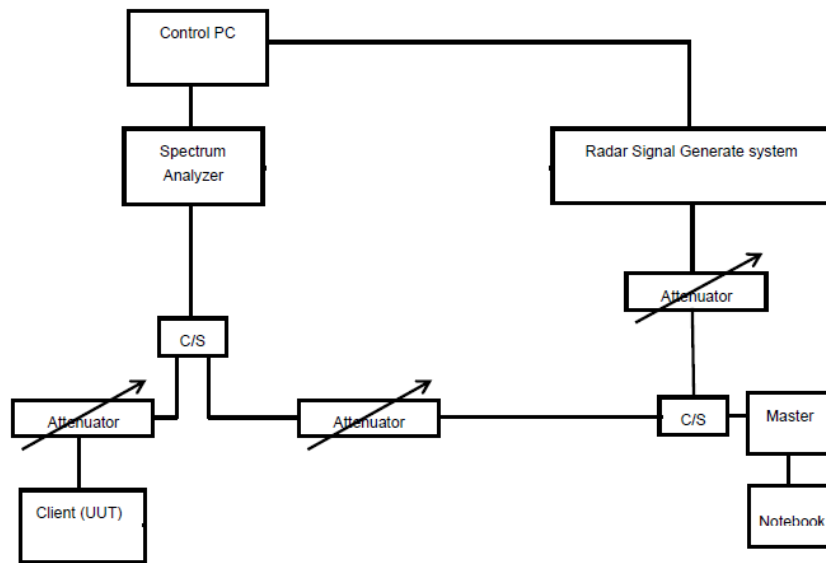 Control PC
Spectrum
Analyzer
Radar Signal Generate system
Attenuator
C/S
Attenuator
Attenuator
C/S
Master
Client (UUT)
Notebook